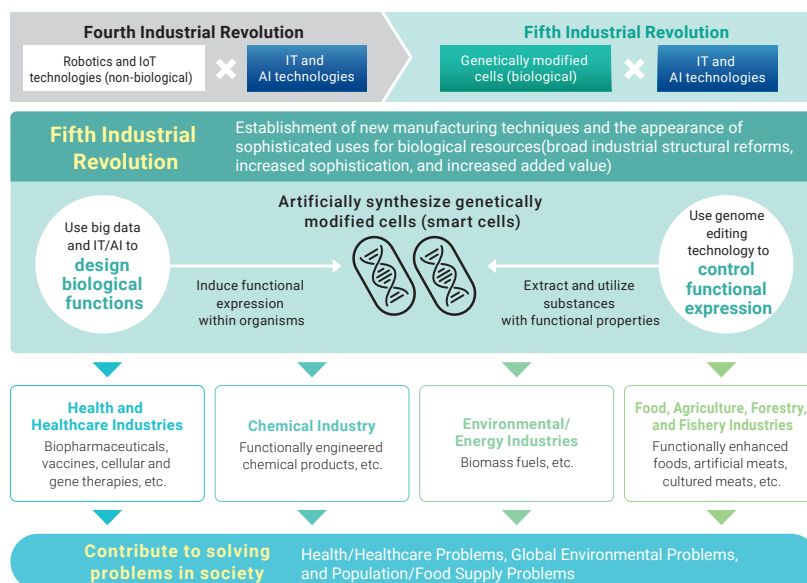 Fourth Industrial Revolution
Robotics and IoT
technologies (non-biological)
IT and
AI technologies
Fifth Industrial Revolution
Genetically modified
cells (biological)
IT and
AI technologies
Fifth Industrial
Revolution
Establishment of new manufacturing techniques and the appearance of
sophisticated uses for biological resources(broad industrial structural reforms,
increased sophistication, and increased added value)
Use big data
and IT/AI to
design
biological
functions
Artificially synthesize genetically
modified cells (smart cells)
Induce functional
expression
within organisms
Extract and utilize
substances
with functional properties
Use genome
editing
technology to
control
functional
expression
Health and
Healthcare Industries
Biopharmaceuticals,
vaccines, cellular and
gene therapies, etc.
Chemical Industry
Functionally engineered
chemical products, etc.
Environmental/
Energy Industries
Biomass fuels, etc.
Food, Agriculture, Forestry,
and Fishery Industries
Functionally enhanced
foods, artificial meats,
cultured meats,
etc.
Contribute to solving
problems in society
Health/Healthcare Problems, Global Environmental Problems,
and Population/Food Supply Problems